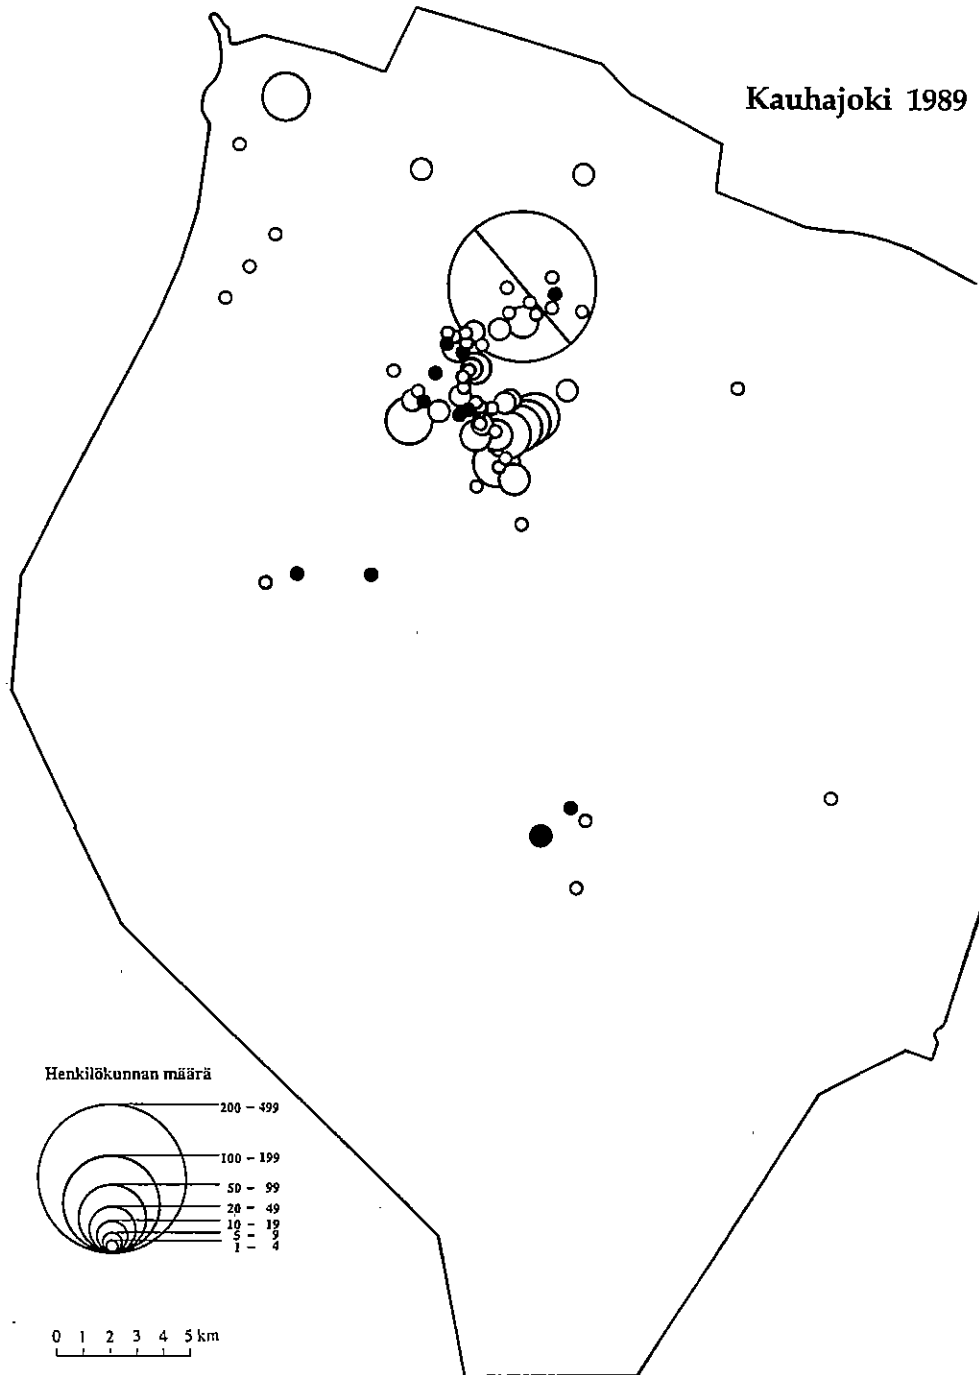 Kauhajoki 1989
Henkilökunnan määrä
200 – 499
100 – 199
50 – 99
20 – 49
10 – 19
5 – 9
1 – 4
0 1 2 3 4 5 km